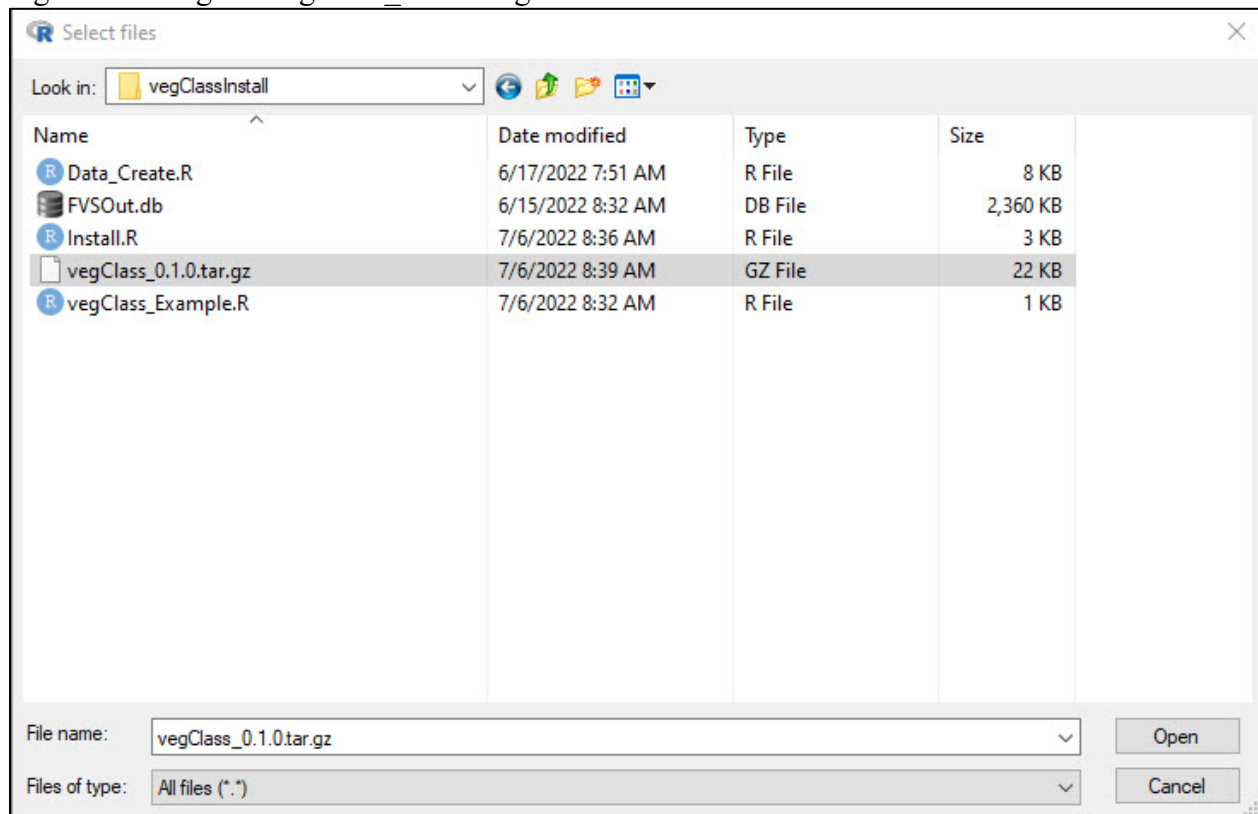 Select files
Look in: vegClassInstall
Name Date modified Type Size
Data_Create.R 6/17/2022 7:51 AM R File 8 KB
FVSOut.db 6/15/2022 8:32 AM DB File 2,360 KB
Install.R 7/6/2022 8:36 AM R File 3 KB
vegClass_0.1.0.tar.gz 7/6/2022 8:39 AM GZ File 22 KB
vegClass_Example.R 7/6/2022 8:32 AM R File 1 KB
File name: vegClass_0.1.0.tar.gz Open
Files of type: All files (*.*) Cancel